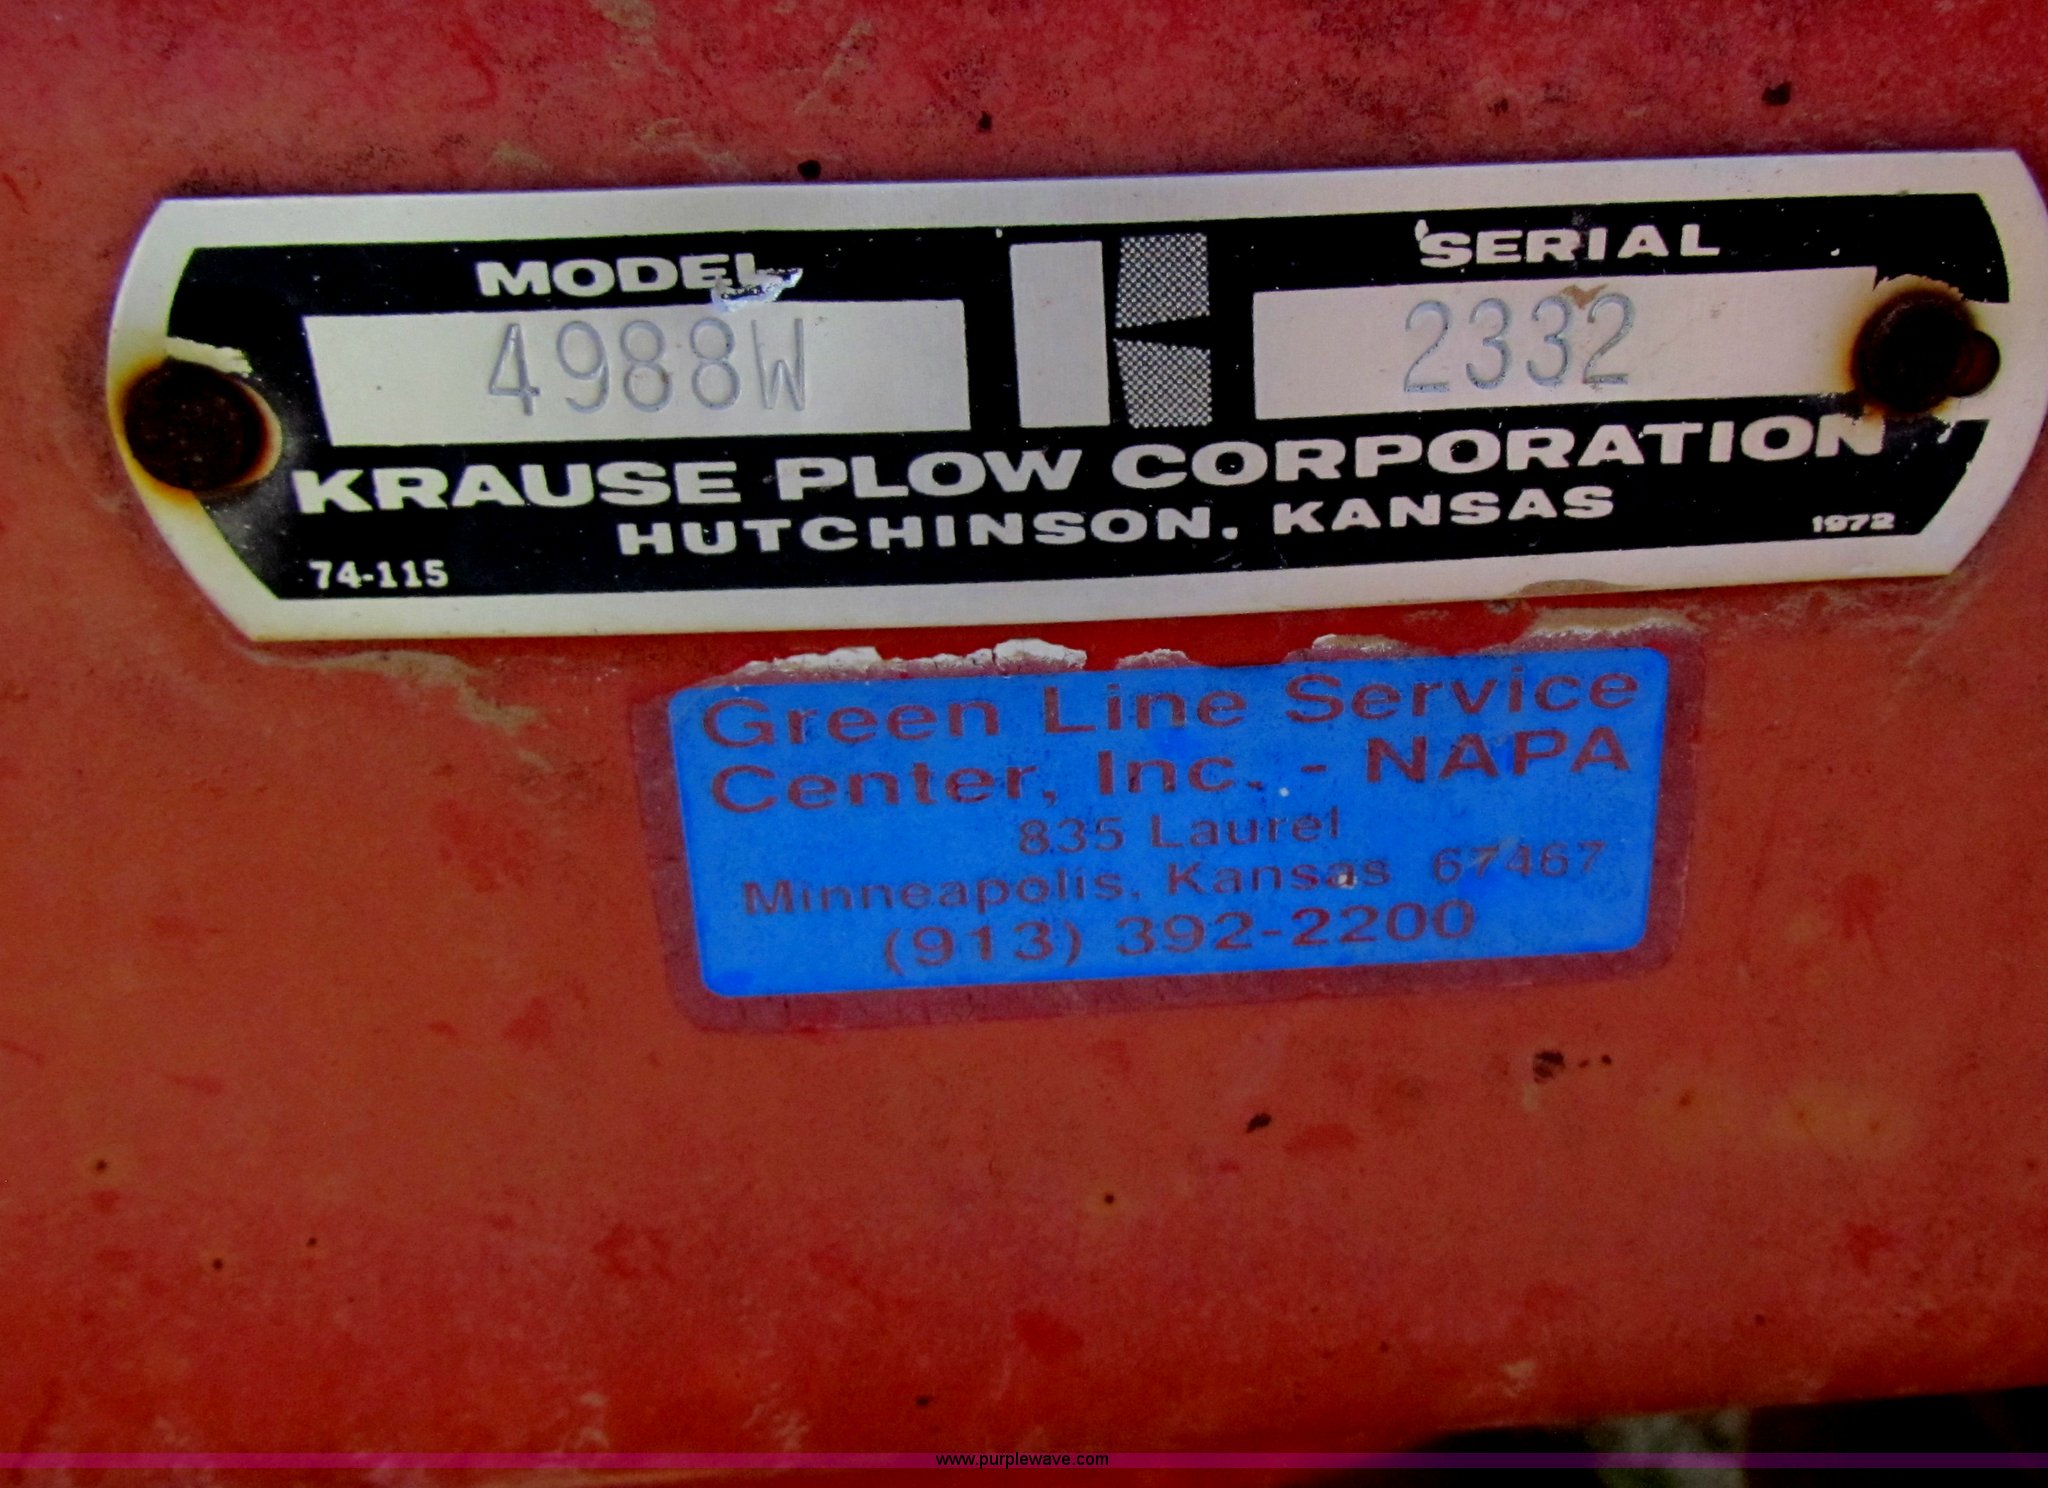 MODEL
SERIAL
4988W
2332
KRAUSE PLOW CORPORATION
HUTCHINSON, KANSAS
74-115
1972
Green Line Service
Center, Inc. - NAPA
835 Laurel
Minneapolis, Kansas 67467
(913) 392-2200
www.purplewave.com